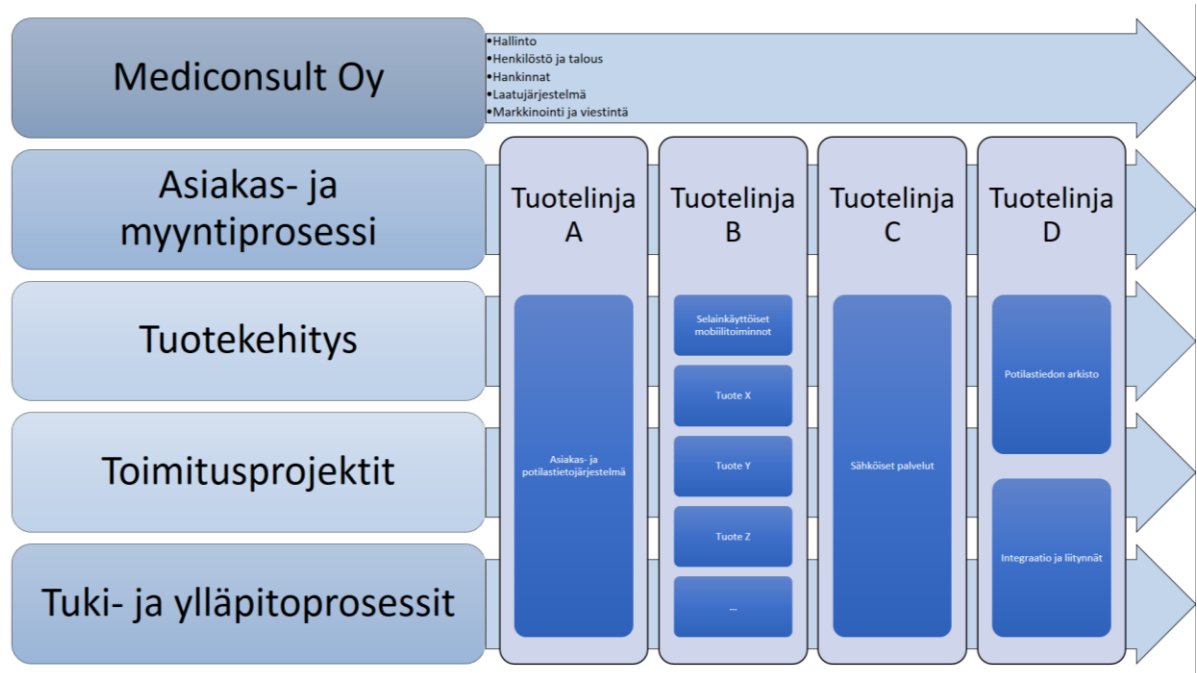 Mediconsult Oy
•Hallinto
•Henkilöstö ja talous
•Hankinnat
•Laatujärjestelmä
•Markkinointi ja viestintä
Asiakas- ja
myyntiprosessi
Tuotekehitys
Toimitusprojektit
Tuki- ja ylläpitoprosessit
Tuotelinja
A
Asiakas- ja
potilastietojärjestelmä
Tuotelinja
B
Selainkäyttöiset
mobiilitoiminnot
Tuote X
Tuote Y
Tuote Z
...
Tuotelinja
C
Sähköiset palvelut
Tuotelinja
D
Potilastiedon arkisto
Integraatio ja liitynnät